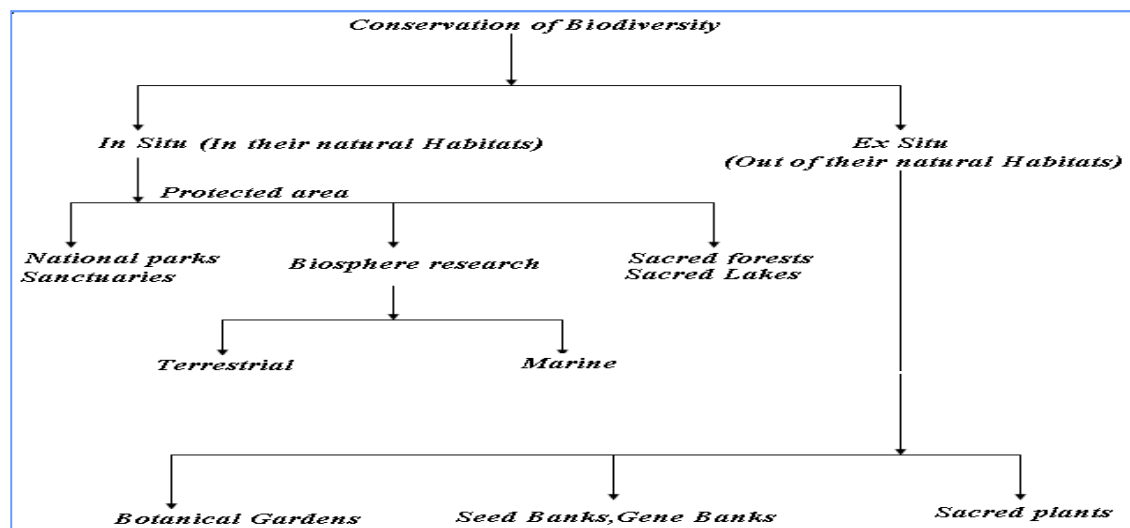 Conservation of Biodiversity
In Situ (In their natural Habitats)
Ex Situ
(Out of their natural Habitats)
Protected area
National parks
Sanctuaries
Biosphere research
Sacred forests
Sacred Lakes
Terrestrial
Marine
Botanical Gardens
Seed Banks,Gene Banks
Sacred plants